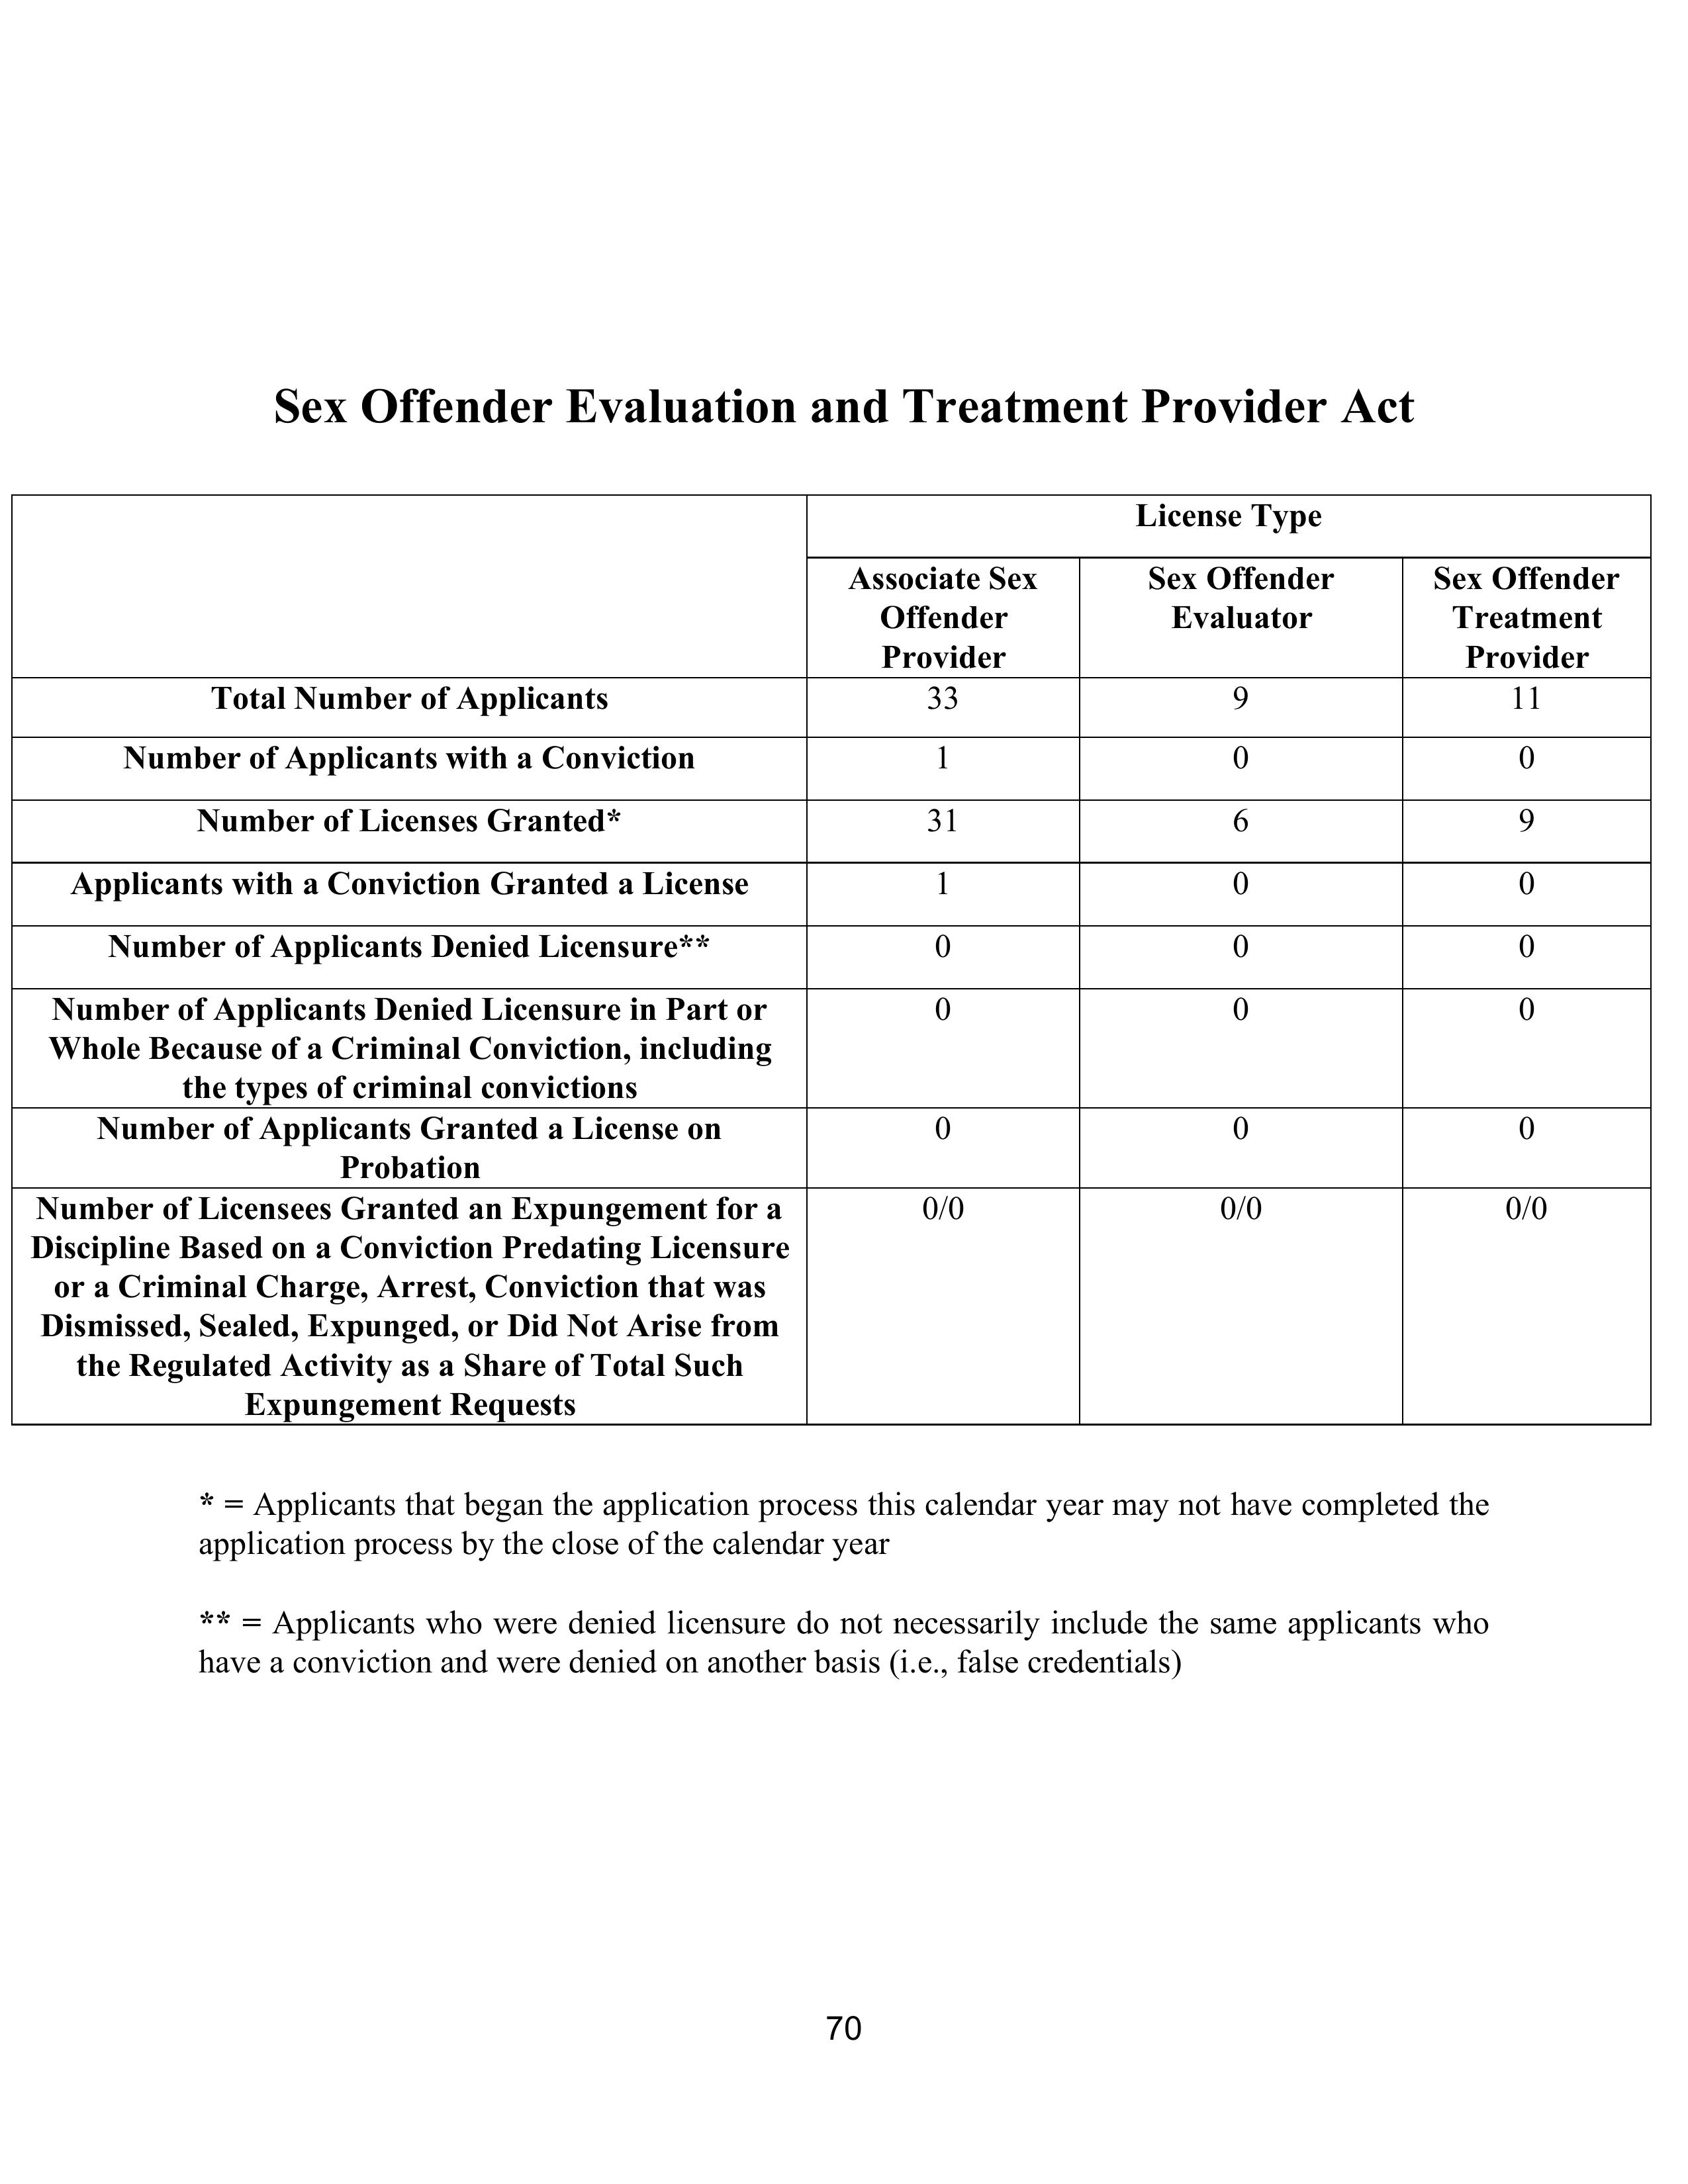 Sex Offender Evaluation and Treatment Provider Act
License Type
Associate Sex
Offender
Provider
Sex Offender
Evaluator
Sex Offender
Treatment
Provider
Total Number of Applicants
33
9
11
Number of Applicants with a Conviction
1
0
0
Number of Licenses Granted*
31
6
9
Applicants with a Conviction Granted a License
1
0
0
Number of Applicants Denied Licensure**
0
0
0
Number of Applicants Denied Licensure in Part or
Whole Because of a Criminal Conviction, including
the types of criminal convictions
0
0
0
Number of Applicants Granted a License on
Probation
0
0
0
Number of Licensees Granted an Expungement for a
Discipline Based on a Conviction Predating Licensure
or a Criminal Charge, Arrest, Conviction that was
Dismissed, Sealed, Expunged, or Did Not Arise from
the Regulated Activity as a Share of Total Such
Expungement Requests
0/0
0/0
0/0
* = Applicants that began the application process this calendar year may not have completed the
application process by the close of the calendar year
** = Applicants who were denied licensure do not necessarily include the same applicants who
have a conviction and were denied on another basis (i.e., false credentials)
70